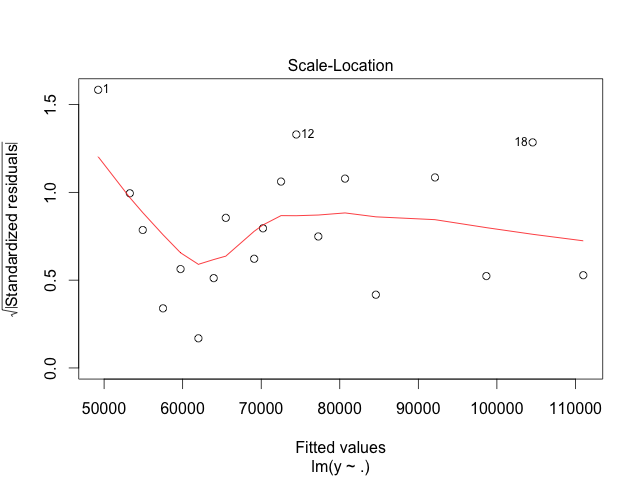 Scale-Location
√|Standardized residuals|
1.5
1.0
0.5
0.0
1
12
18
50000 60000 70000 80000 90000 100000 110000
Fitted values
lm(y ~ .)